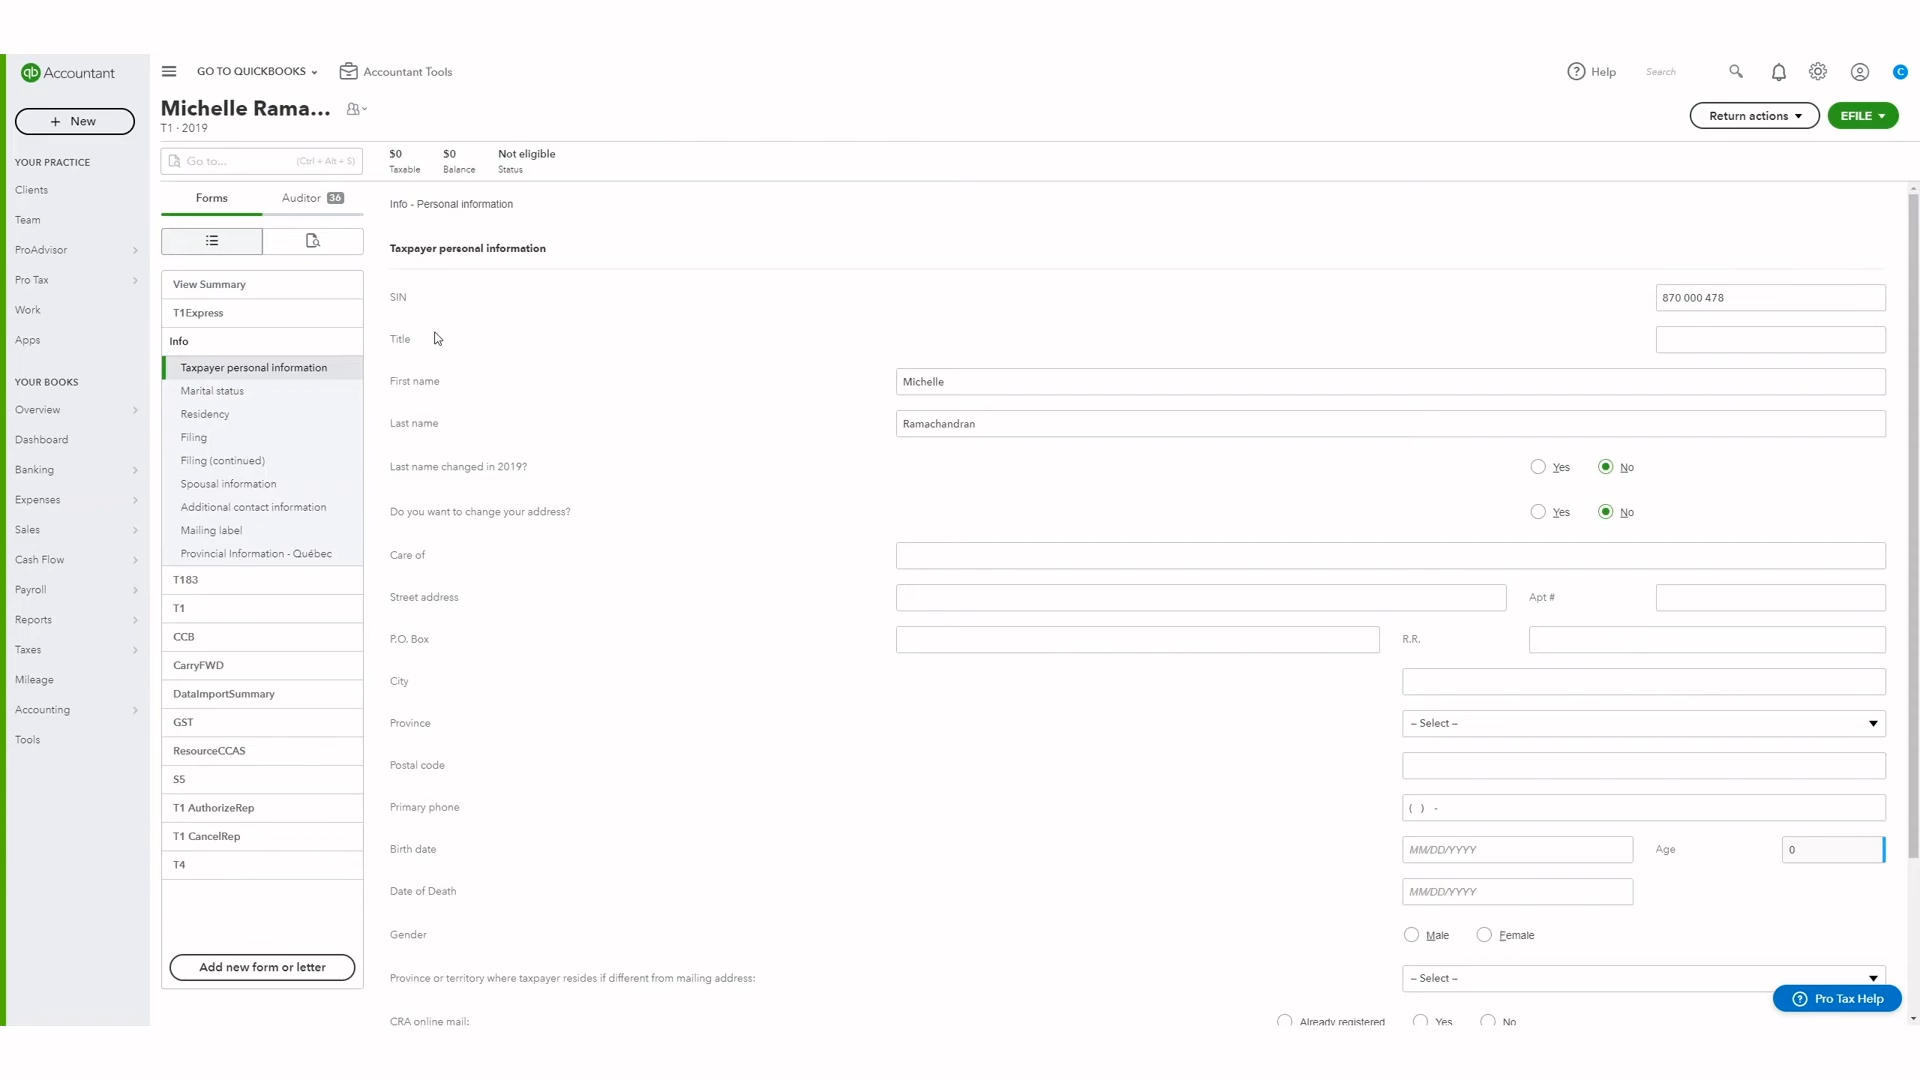 qb Accountant
GO TO QUICKBOOKS
Accountant Tools
Help
Search
C
+ New
Michelle Rama...
T1 · 2019
Return actions
EFILE
YOUR PRACTICE
Clients
Team
ProAdvisor
Pro Tax
Work
Apps
YOUR BOOKS
Overview
Dashboard
Banking
Expenses
Sales
Cash Flow
Payroll
Reports
Taxes
Mileage
Accounting
Tools
Go to... (Ctrl + Alt + S)
$0 $0 Not eligible
Taxable Balance Status
Forms Auditor 36
View Summary
T1Express
Info
Taxpayer personal information
Marital status
Residency
Filing
Filing (continued)
Spousal information
Additional contact information
Mailing label
Provincial Information - Québec
T183
T1
CCB
CarryFWD
DataImportSummary
GST
ResourceCCAS
S5
T1 AuthorizeRep
T1 CancelRep
T4
Add new form or letter
Info - Personal information
Taxpayer personal information
SIN 870 000 478
Title
First name Michelle
Last name Ramachandran
Last name changed in 2019? Yes No
Do you want to change your address? Yes No
Care of
Street address Apt #
P.O. Box R.R.
City
Province -- Select --
Postal code
Primary phone ( ) -
Birth date MM/DD/YYYY Age 0
Date of Death MM/DD/YYYY
Gender Male Female
Province or territory where taxpayer resides if different from mailing address: -- Select --
CRA online mail: Already registered Yes No
Pro Tax Help